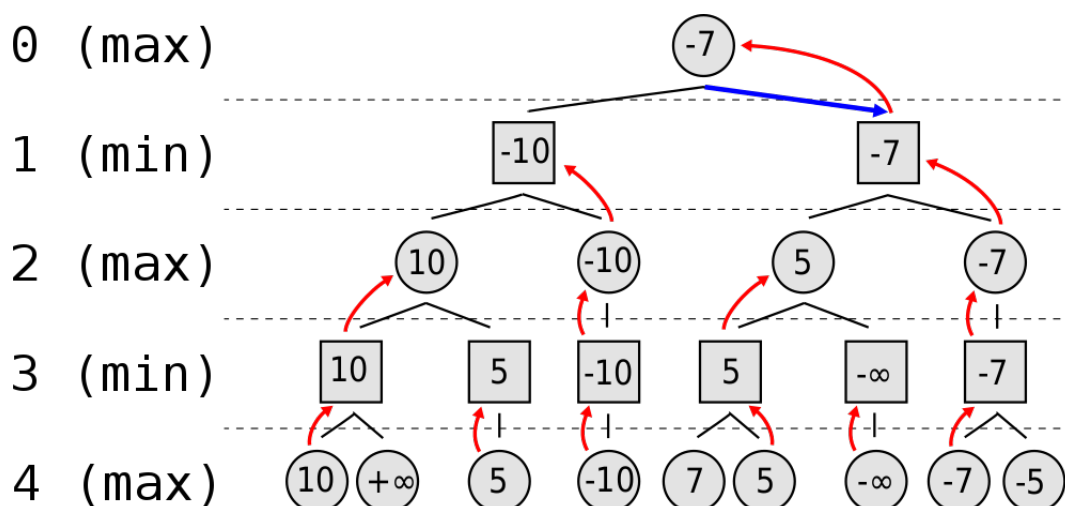 0 (max) -7
1 (min) -10 -7
2 (max) 10 -10 5 -7
3 (min) 10 5 -10 5 -∞ -7
4 (max) 10 +∞ 5 -10 7 5 -∞ -7 -5